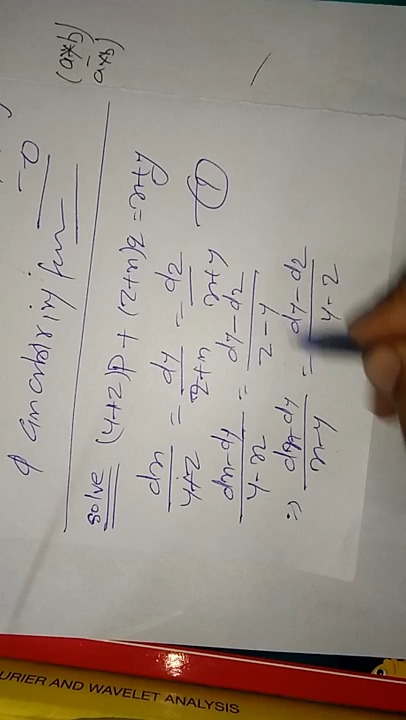 (a*b)
= a*b
φ arbitrary fun
solve (y+z)p + (z+x)q = x+y
dx/y+z = dy/z+x = dz/x+y ①
dx-dy/y-x = dy-dz/z-y
⇒ dx-dy/x-y = dy-dz/y-z
URIER AND WAVELET ANALYSIS